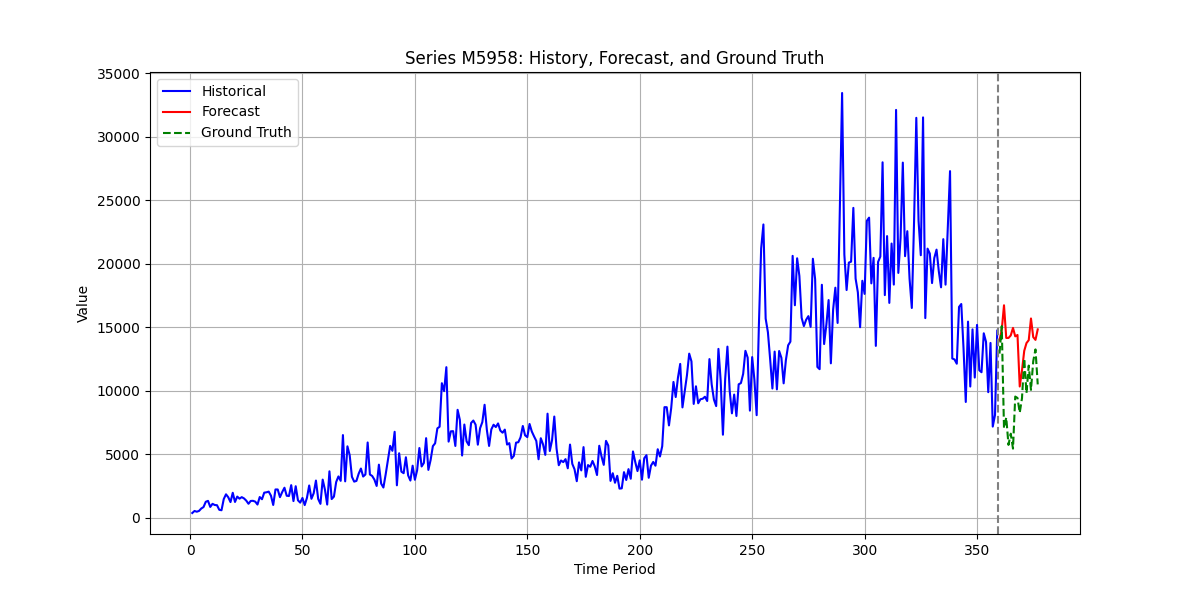 Series M5958: History, Forecast, and Ground Truth
Historical
Forecast
Ground Truth
35000
30000
25000
20000
15000
10000
5000
0
Value
0 50 100 150 200 250 300 350
Time Period